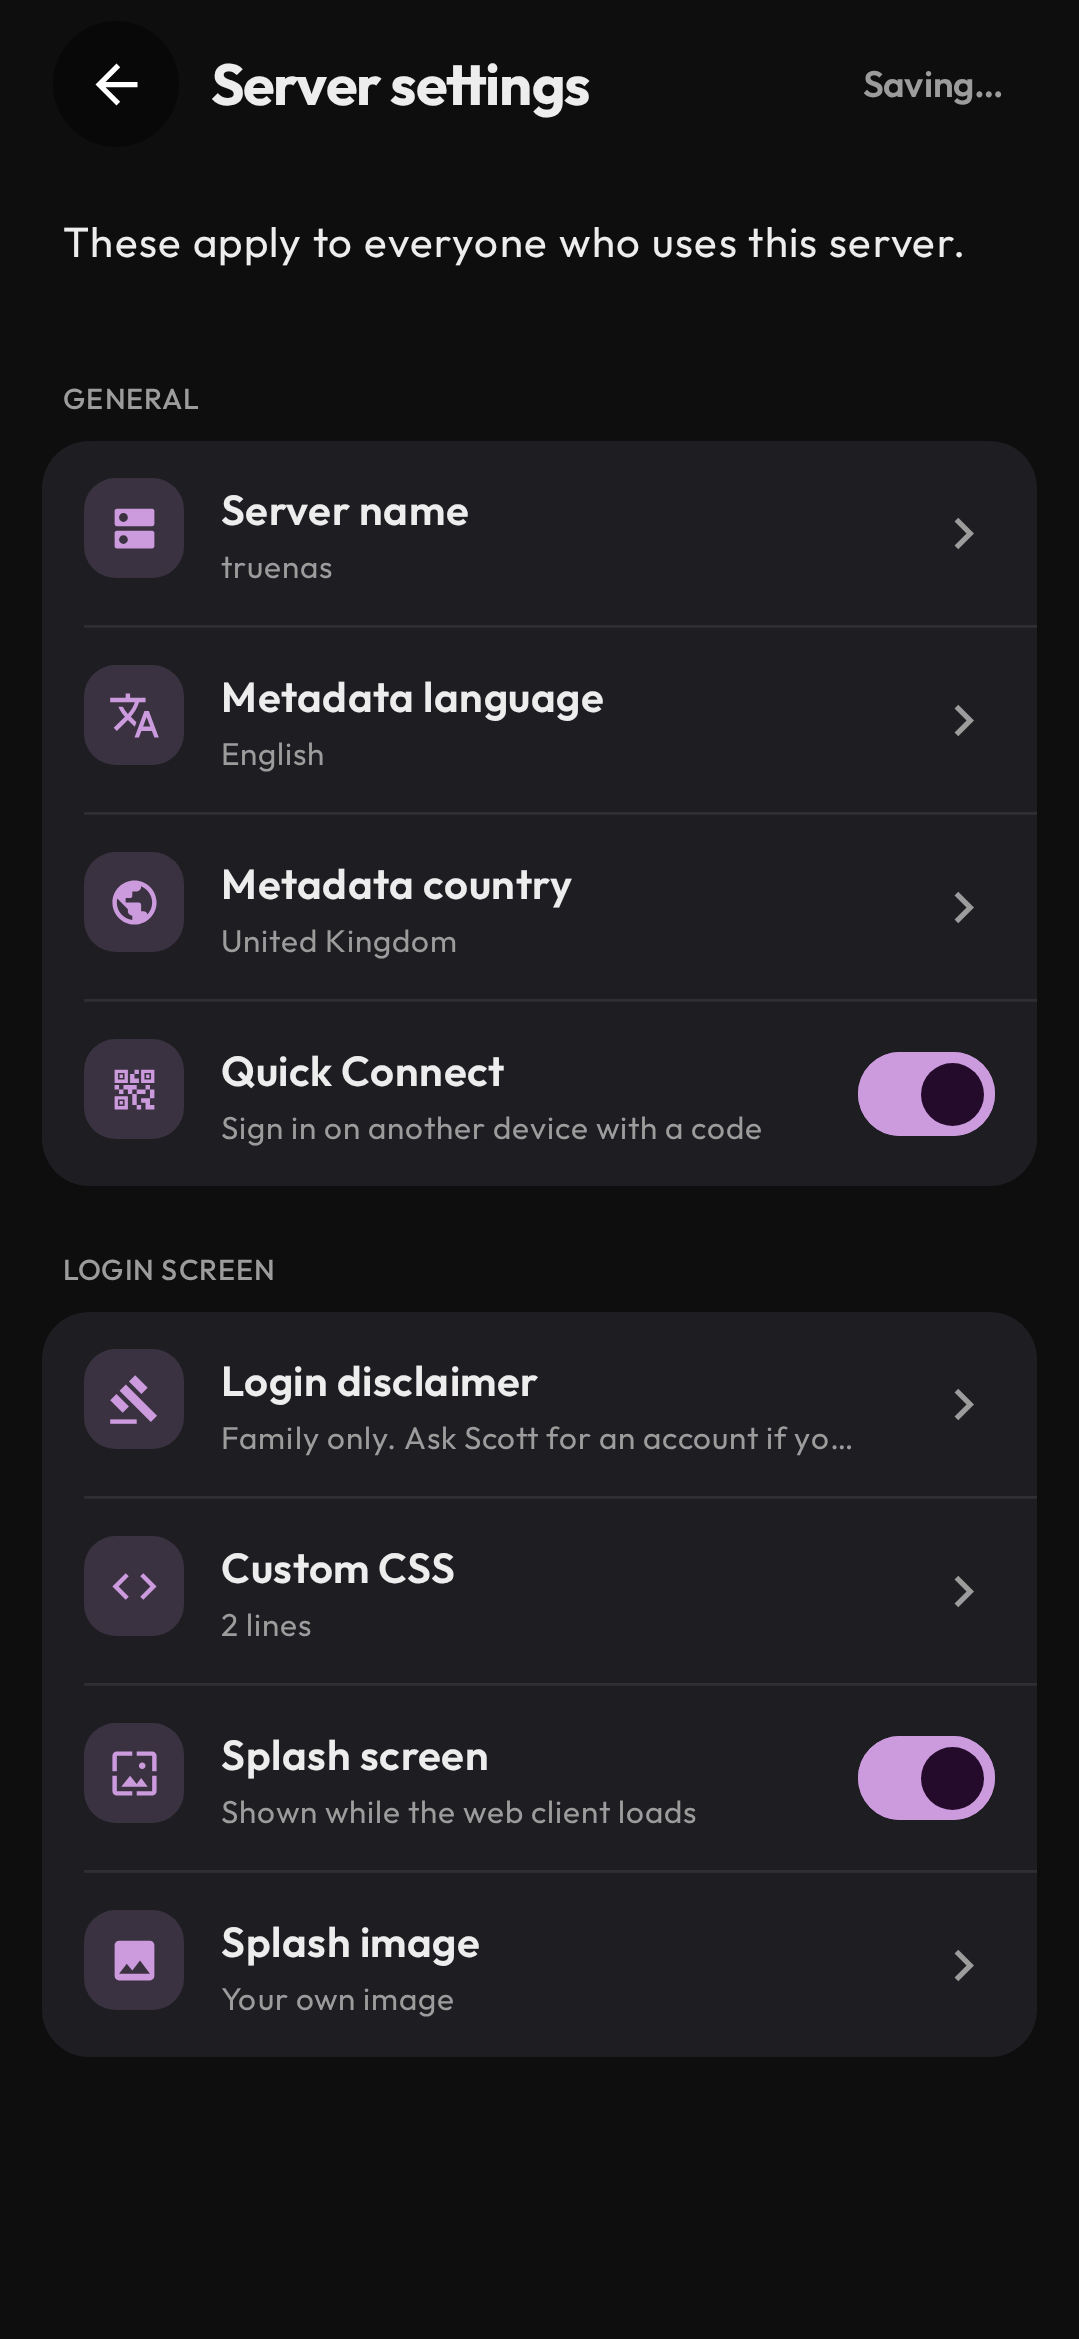 Server settings
Saving...
These apply to everyone who uses this server.
GENERAL
Server name
truenas
Metadata language
English
Metadata country
United Kingdom
Quick Connect
Sign in on another device with a code
LOGIN SCREEN
Login disclaimer
Family only. Ask Scott for an account if yo...
Custom CSS
2 lines
Splash screen
Shown while the web client loads
Splash image
Your own image